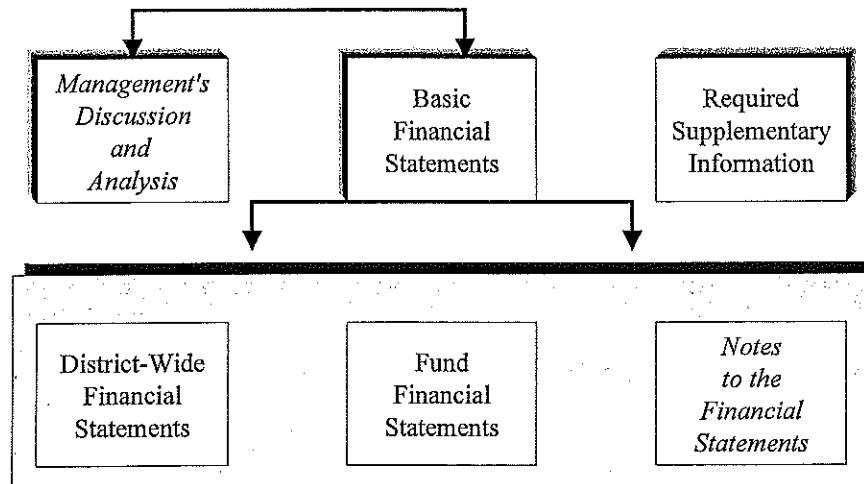 Management's
Discussion
and
Analysis
Basic
Financial
Statements
Required
Supplementary
Information
District-Wide
Financial
Statements
Fund
Financial
Statements
Notes
to the
Financial
Statements